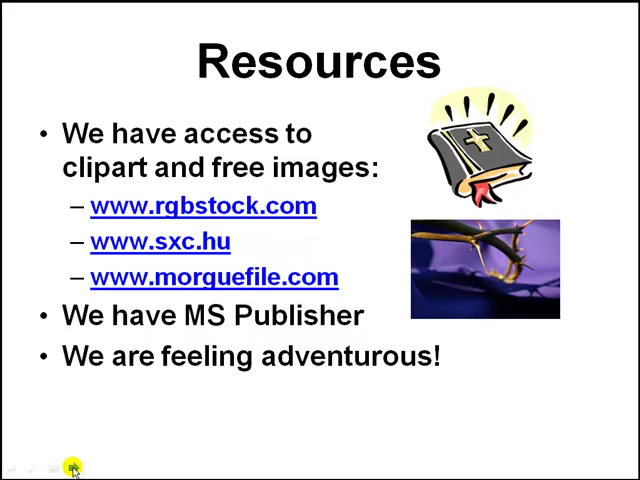 Resources
• We have access to
clipart and free images:
– www.rgbstock.com
– www.sxc.hu
– www.morguefile.com
• We have MS Publisher
• We are feeling adventurous!